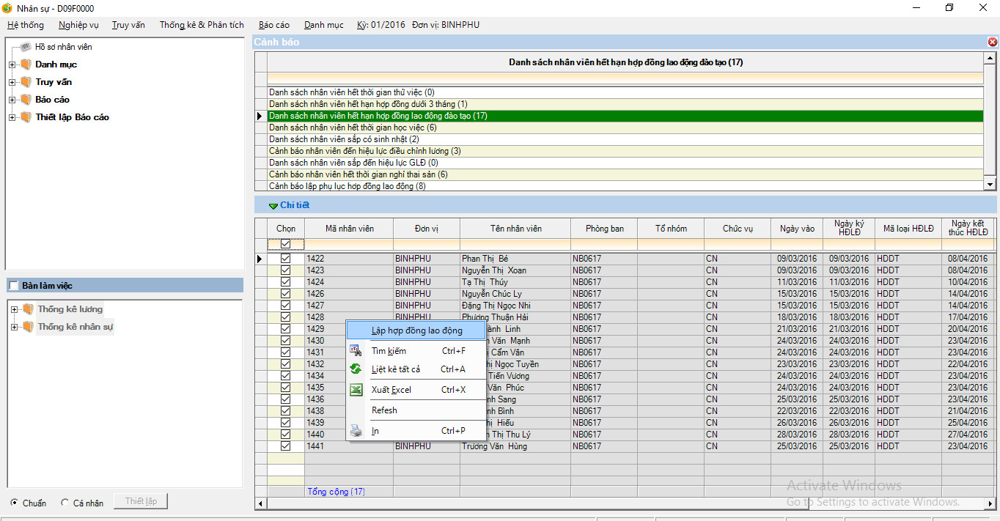 Nhân sự - D09F0000
Hệ thống Nghiệp vụ Truy vấn Thống kê & Phân tích Báo cáo Danh mục Kỳ: 01/2016 Đơn vị: BINHPHU
Hồ sơ nhân viên
Danh mục
Truy vấn
Báo cáo
Thiết lập Báo cáo
Bàn làm việc
Thống kê lương
Thống kê nhân sự
Chuẩn Cá nhân Thiết lập
Cảnh báo
Danh sách nhân viên hết hạn hợp đồng lao động đào tạo (17)
Danh sách nhân viên hết thời gian thử việc (0)
Danh sách nhân viên hết hạn hợp đồng dưới 3 tháng (1)
Danh sách nhân viên hết hạn hợp đồng lao động đào tạo (17)
Danh sách nhân viên hết thời gian học việc (6)
Danh sách nhân viên sắp có sinh nhật (2)
Cảnh báo nhân viên đến hiệu lực điều chỉnh lương (3)
Danh sách nhân viên sắp đến hiệu lực GLĐ (0)
Cảnh báo nhân viên hết thời gian nghỉ thai sản (6)
Cảnh báo lập phụ lục hợp đồng lao động (8)
Chi tiết
Chọn Mã nhân viên Đơn vị Tên nhân viên Phòng ban Tổ nhóm Chức vụ Ngày vào Ngày ký HĐLĐ Mã loại HĐLĐ Ngày kết thúc HĐLĐ
1422 BINHPHU Phan Thị Bé NB0617 CN 09/03/2016 09/03/2016 HDDT 08/04/2016
1423 BINHPHU Nguyễn Thị Xoan NB0617 CN 09/03/2016 09/03/2016 HDDT 08/04/2016
1424 BINHPHU Tạ Thị Thúy NB0617 CN 11/03/2016 11/03/2016 HDDT 10/04/2016
1426 BINHPHU Nguyễn Chúc Ly NB0617 CN 15/03/2016 15/03/2016 HDDT 14/04/2016
1427 BINHPHU Đặng Thị Ngọc Nhi NB0617 CN 15/03/2016 15/03/2016 HDDT 14/04/2016
1428 BINHPHU Phương Thuận Hải NB0617 CN 18/03/2016 18/03/2016 HDDT 17/04/2016
1429 Linh NB0617 CN 21/03/2016 21/03/2016 HDDT 20/04/2016
1430 Văn Mạnh NB0617 CN 24/03/2016 24/03/2016 HDDT 23/04/2016
1431 Cẩm Vân NB0617 CN 24/03/2016 24/03/2016 HDDT 23/04/2016
1432 Ngọc Tuyền NB0617 CN 23/03/2016 23/03/2016 HDDT 22/04/2016
1434 Tiến Vương NB0617 CN 24/03/2016 24/03/2016 HDDT 23/04/2016
1435 Văn Phúc NB0617 CN 24/03/2016 24/03/2016 HDDT 23/04/2016
1436 Sang NB0617 CN 25/03/2016 25/03/2016 HDDT 23/04/2016
1438 Bình NB0617 CN 22/03/2016 22/03/2016 HDDT 21/04/2016
1439 Hiếu NB0617 CN 26/03/2016 26/03/2016 HDDT 25/04/2016
1440 Thị Thu Lý NB0617 CN 28/03/2016 28/03/2016 HDDT 27/04/2016
1441 BINHPHU Trương Văn Hùng NB0617 CN 25/03/2016 25/03/2016 HDDT 23/04/2016
Tổng cộng (17)
Lập hợp đồng lao động
Tìm kiếm Ctrl+F
Liệt kê tất cả Ctrl+A
Xuất Excel Ctrl+X
Refesh
In Ctrl+P
Activate Windows
Go to Settings to activate Windows.